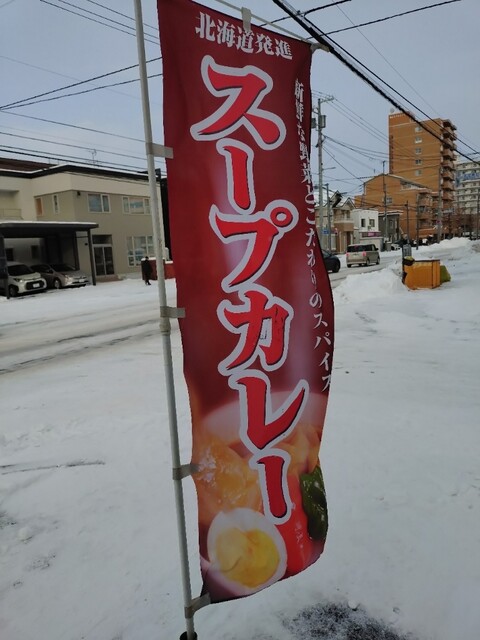 北海道発進
新鮮な野菜とこだわりのスパイス
スープカレー